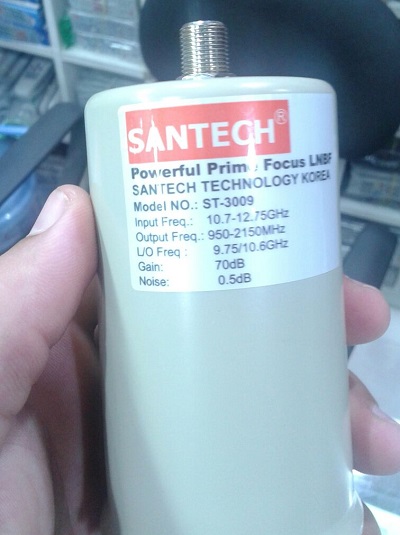 SANTECH®
Powerful Prime Focus LNBF
SANTECH TECHNOLOGY KOREA
Model NO.: ST-3009
Input Freq.: 10.7-12.75GHz
Output Freq.: 950-2150MHz
L/O Freq : 9.75/10.6GHz
Gain: 70dB
Noise: 0.5dB